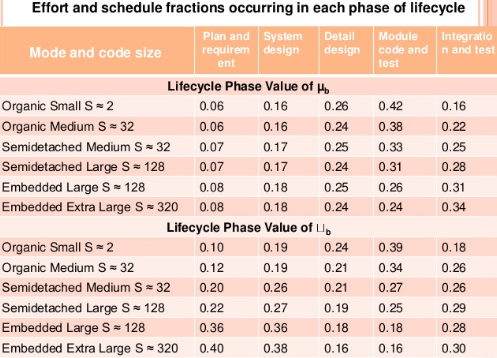 Effort and schedule fractions occurring in each phase of lifecycle
Mode and code size Plan and requirem ent System design Detail design Module code and test Integratio n and test
Lifecycle Phase Value of μb
Organic Small S ≈ 2 0.06 0.16 0.26 0.42 0.16
Organic Medium S ≈ 32 0.06 0.16 0.24 0.38 0.22
Semidetached Medium S ≈ 32 0.07 0.17 0.25 0.33 0.25
Semidetached Large S ≈ 128 0.07 0.17 0.24 0.31 0.28
Embedded Large S ≈ 128 0.08 0.18 0.25 0.26 0.31
Embedded Extra Large S ≈ 320 0.08 0.18 0.24 0.24 0.34
Lifecycle Phase Value of □b
Organic Small S ≈ 2 0.10 0.19 0.24 0.39 0.18
Organic Medium S ≈ 32 0.12 0.19 0.21 0.34 0.26
Semidetached Medium S ≈ 32 0.20 0.26 0.21 0.27 0.26
Semidetached Large S ≈ 128 0.22 0.27 0.19 0.25 0.29
Embedded Large S ≈ 128 0.36 0.36 0.18 0.18 0.28
Embedded Extra Large S ≈ 320 0.40 0.38 0.16 0.16 0.30